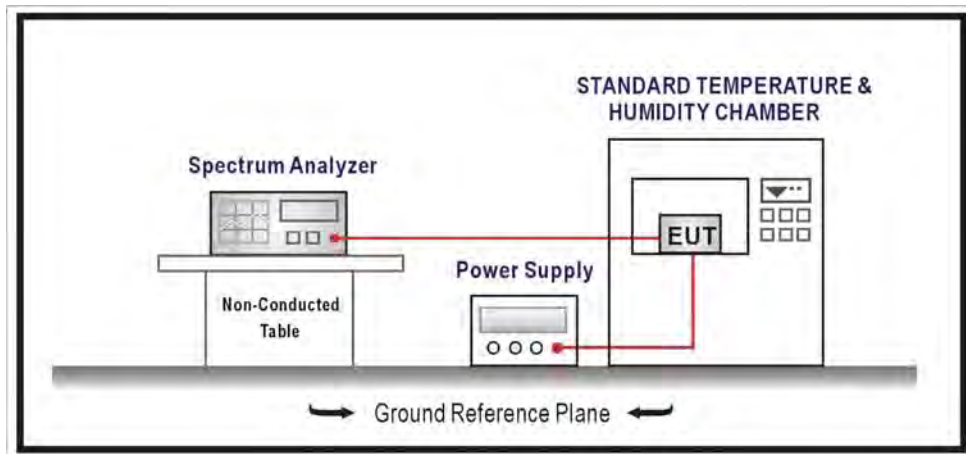 STANDARD TEMPERATURE &
HUMIDITY CHAMBER
Spectrum Analyzer
EUT
Power Supply
Non-Conducted
Table
Ground Reference Plane